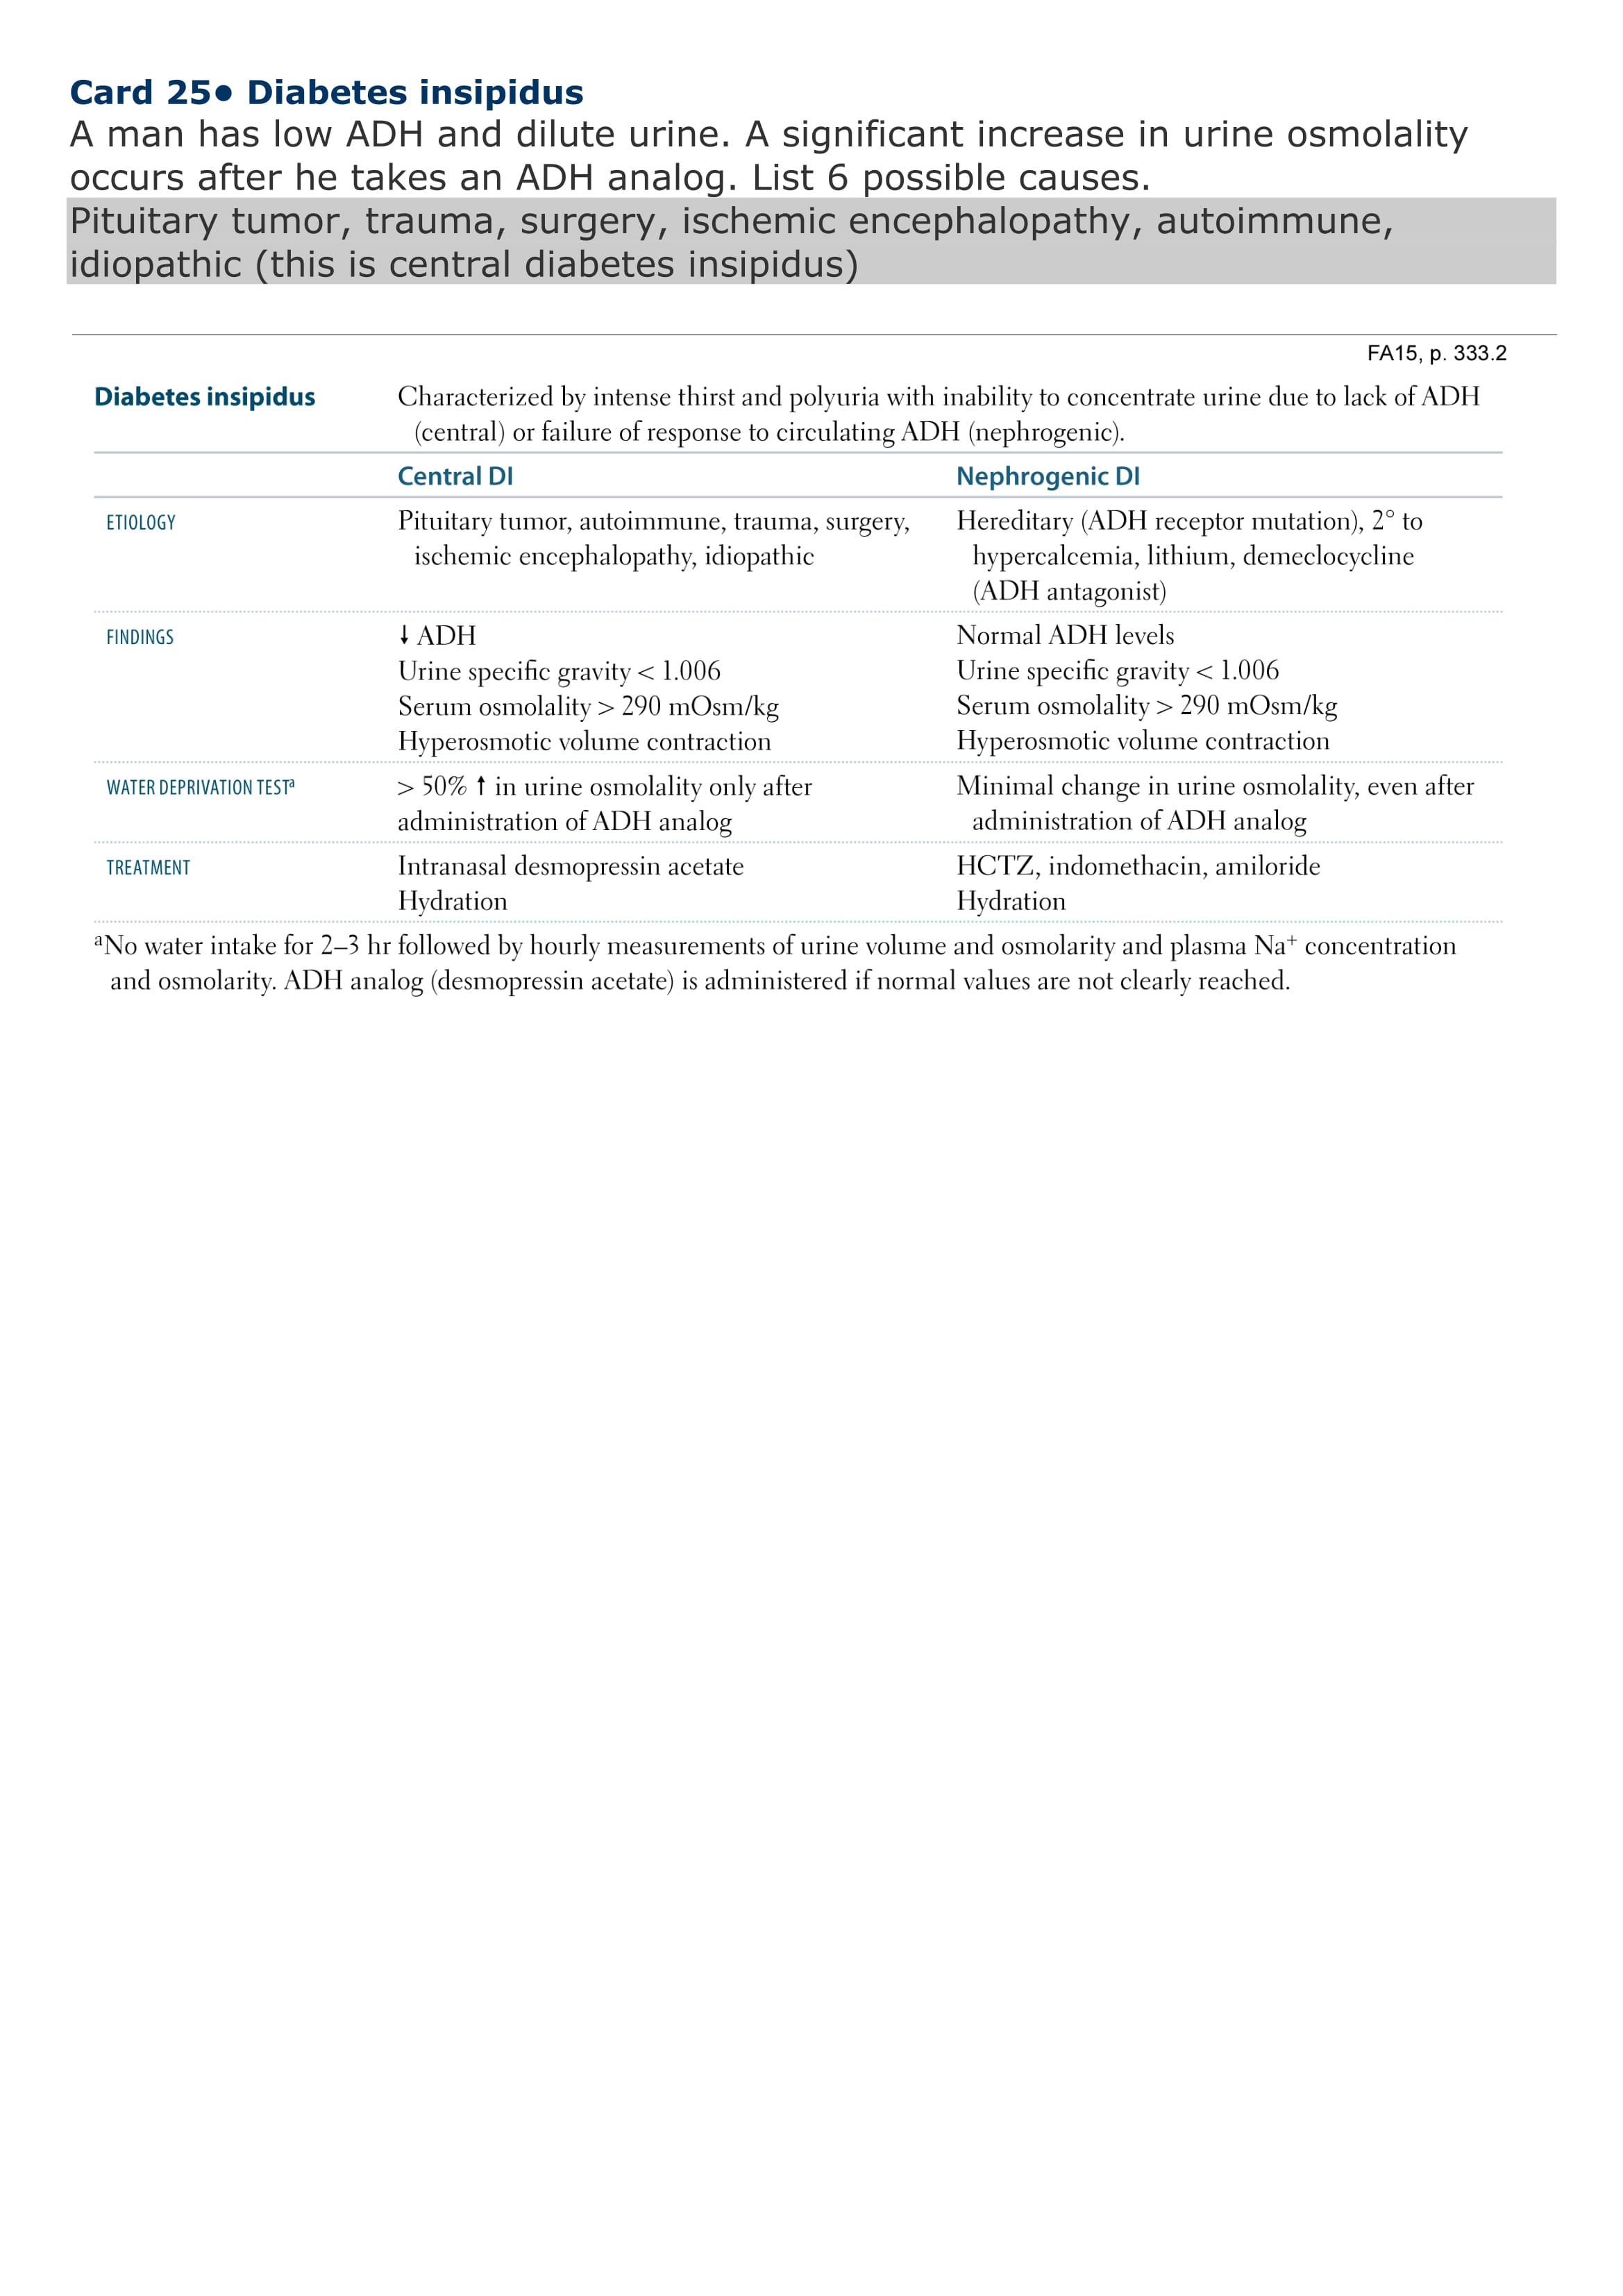 Card 25• Diabetes insipidus
A man has low ADH and dilute urine. A significant increase in urine osmolality
occurs after he takes an ADH analog. List 6 possible causes.
Pituitary tumor, trauma, surgery, ischemic encephalopathy, autoimmune,
idiopathic (this is central diabetes insipidus)
FA15, p. 333.2
Diabetes insipidus Characterized by intense thirst and polyuria with inability to concentrate urine due to lack of ADH
(central) or failure of response to circulating ADH (nephrogenic).
Central DI Nephrogenic DI
ETIOLOGY Pituitary tumor, autoimmune, trauma, surgery, Hereditary (ADH receptor mutation), 2° to
ischemic encephalopathy, idiopathic hypercalcemia, lithium, demeclocycline
(ADH antagonist)
FINDINGS ↓ ADH Normal ADH levels
Urine specific gravity < 1.006 Urine specific gravity < 1.006
Serum osmolality > 290 mOsm/kg Serum osmolality > 290 mOsm/kg
Hyperosmotic volume contraction Hyperosmotic volume contraction
WATER DEPRIVATION TESTᵃ > 50% ↑ in urine osmolality only after Minimal change in urine osmolality, even after
administration of ADH analog administration of ADH analog
TREATMENT Intranasal desmopressin acetate HCTZ, indomethacin, amiloride
Hydration Hydration
ᵃNo water intake for 2–3 hr followed by hourly measurements of urine volume and osmolarity and plasma Na⁺ concentration
and osmolarity. ADH analog (desmopressin acetate) is administered if normal values are not clearly reached.